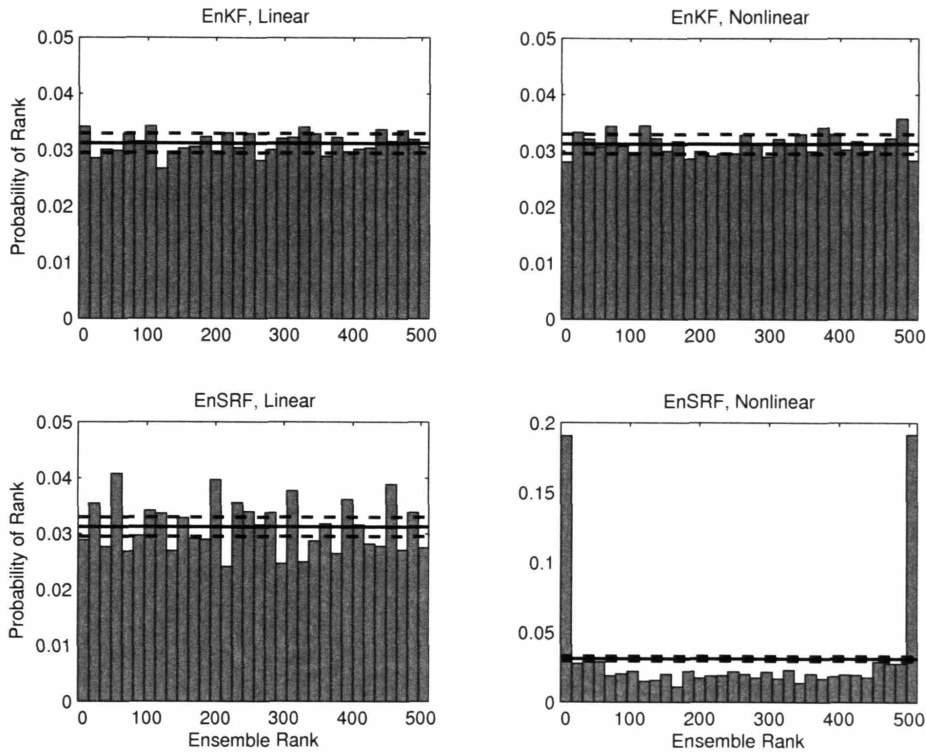 EnKF, Linear
0.05
0.04
0.03
0.02
0.01
0
Probability of Rank
0 100 200 300 400 500
EnKF, Nonlinear
0.05
0.04
0.03
0.02
0.01
0
0 100 200 300 400 500
EnSRF, Linear
0.05
0.04
0.03
0.02
0.01
0
Probability of Rank
0 100 200 300 400 500
Ensemble Rank
EnSRF, Nonlinear
0.2
0.15
0.1
0.05
0
0 100 200 300 400 500
Ensemble Rank